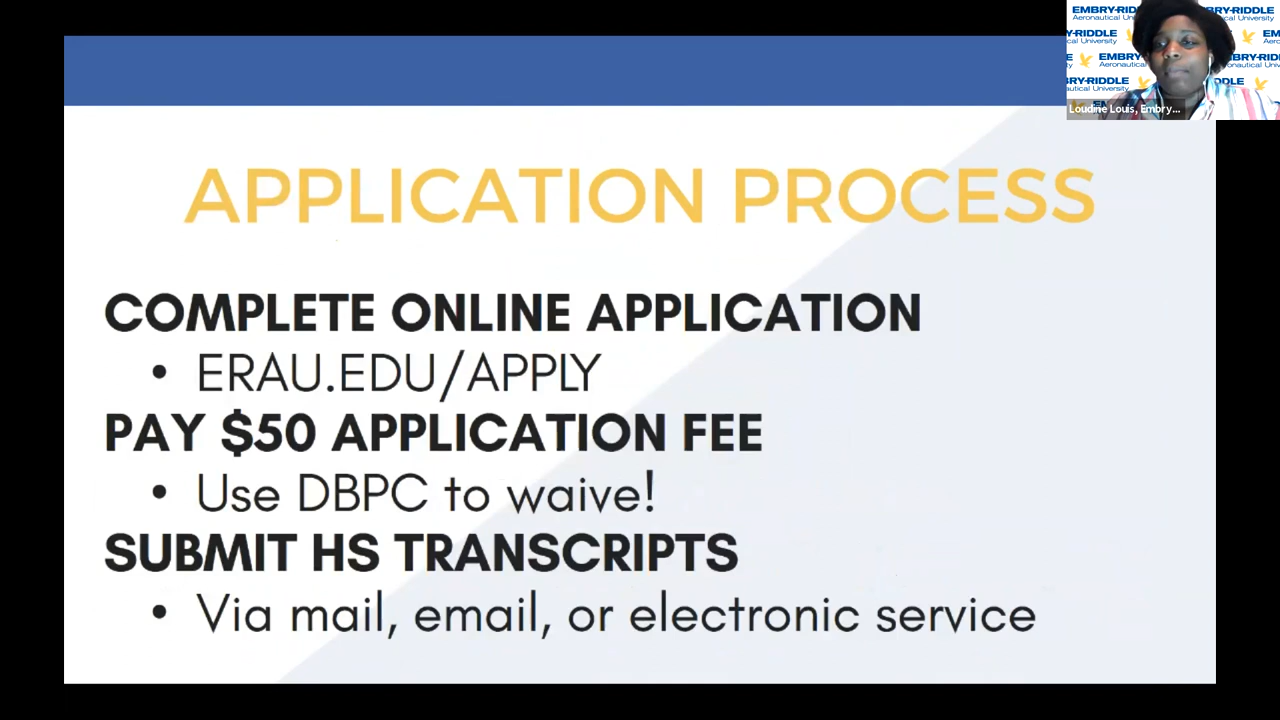 APPLICATION PROCESS
COMPLETE ONLINE APPLICATION
• ERAU.EDU/APPLY
PAY $50 APPLICATION FEE
• Use DBPC to waive!
SUBMIT HS TRANSCRIPTS
• Via mail, email, or electronic service
EMBRY-RIDDLE
Aeronautical University
Loudine Louis, Embry...